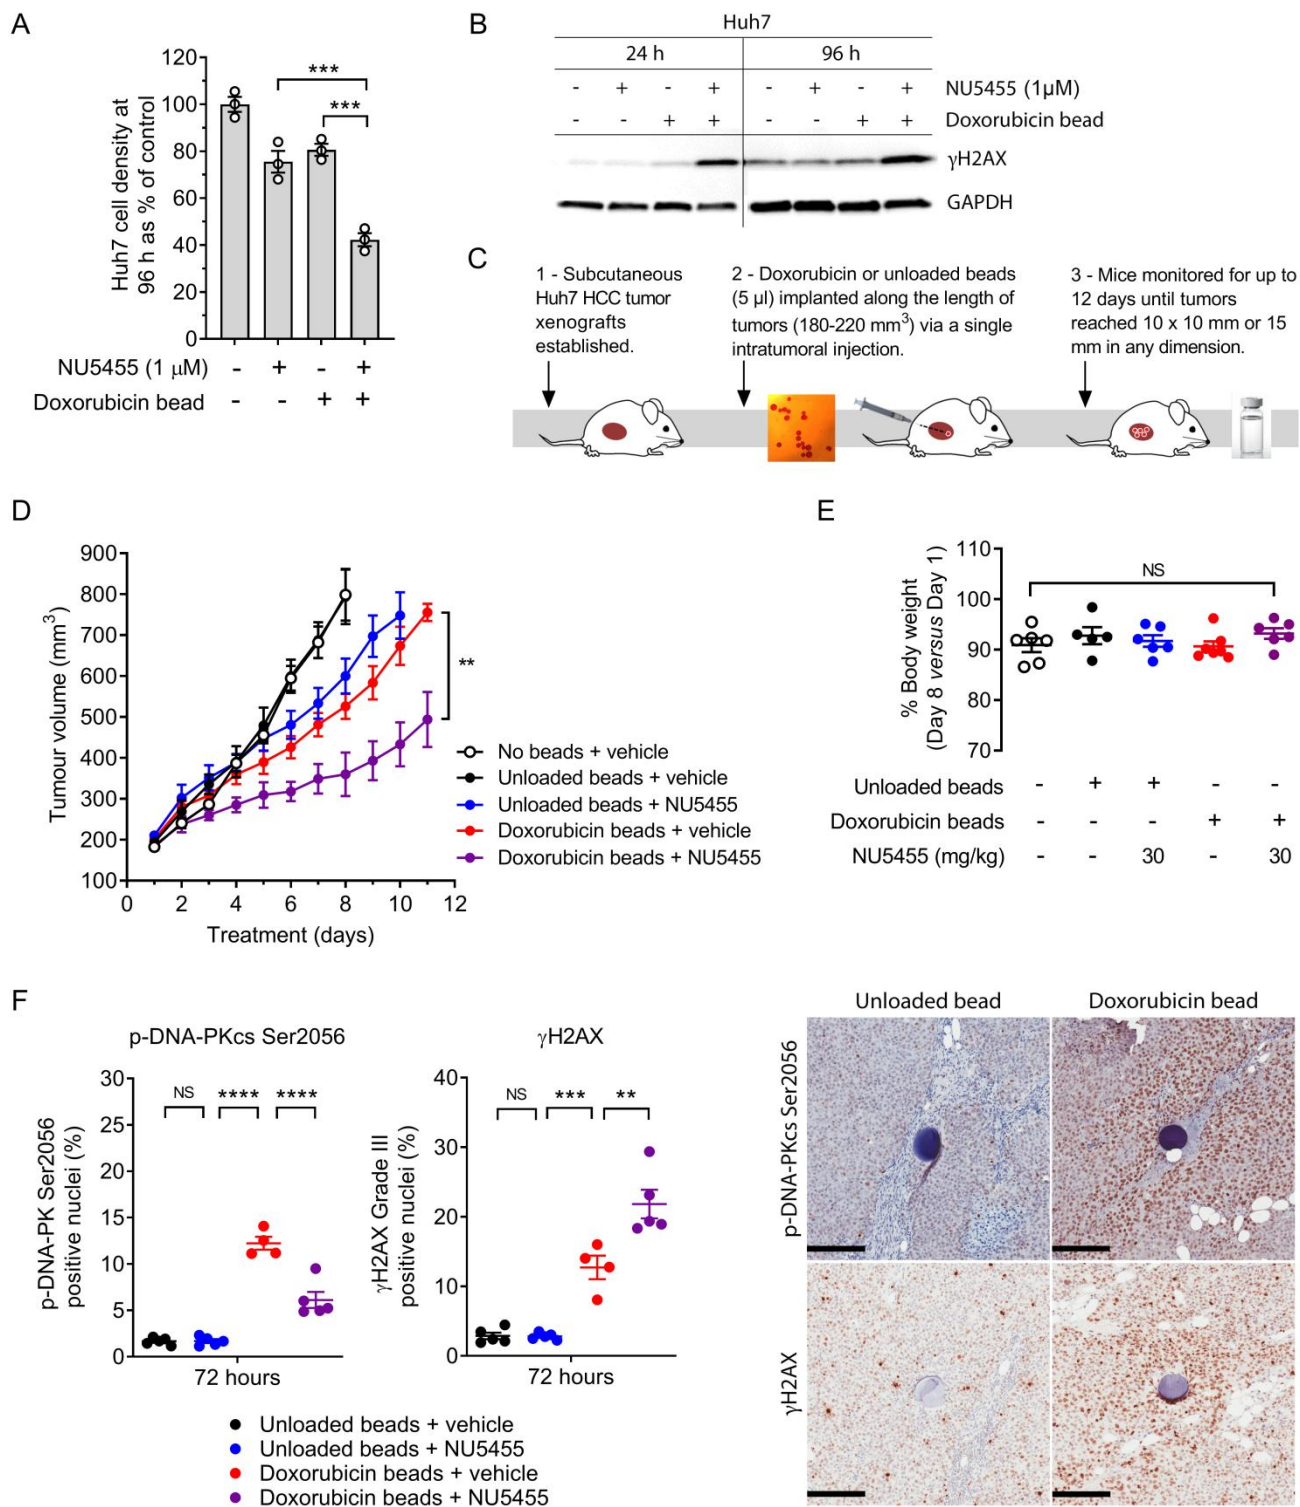 A
120
100
80
60
40
20
0
Huh7 cell density at
96 h as % of control
***
***
NU5455 (1 μM)
- + - +
Doxorubicin bead
- - + +
B
Huh7
24 h 96 h
- + - + - + - + NU5455 (1μM)
- - + + - - + + Doxorubicin bead
γH2AX
GAPDH
C
1 - Subcutaneous
Huh7 HCC tumor
xenografts
established.
2 - Doxorubicin or unloaded beads
(5 μl) implanted along the length of
tumors (180-220 mm³) via a single
intratumoral injection.
3 - Mice monitored for up to
12 days until tumors
reached 10 x 10 mm or 15
mm in any dimension.
D
900
800
700
600
500
400
300
200
100
Tumour volume (mm³)
0 2 4 6 8 10 12
Treatment (days)
**
No beads + vehicle
Unloaded beads + vehicle
Unloaded beads + NU5455
Doxorubicin beads + vehicle
Doxorubicin beads + NU5455
E
110
100
90
80
70
% Body weight
(Day 8 versus Day 1)
NS
Unloaded beads - + + - -
Doxorubicin beads - - - + +
NU5455 (mg/kg) - - 30 - 30
F
p-DNA-PKcs Ser2056
30
25
20
15
10
5
0
p-DNA-PK Ser2056
positive nuclei (%)
NS **** ****
72 hours
γH2AX
40
30
20
10
0
γH2AX Grade III
positive nuclei (%)
NS *** **
72 hours
Unloaded beads + vehicle
Unloaded beads + NU5455
Doxorubicin beads + vehicle
Doxorubicin beads + NU5455
Unloaded bead Doxorubicin bead
p-DNA-PKcs Ser2056
γH2AX